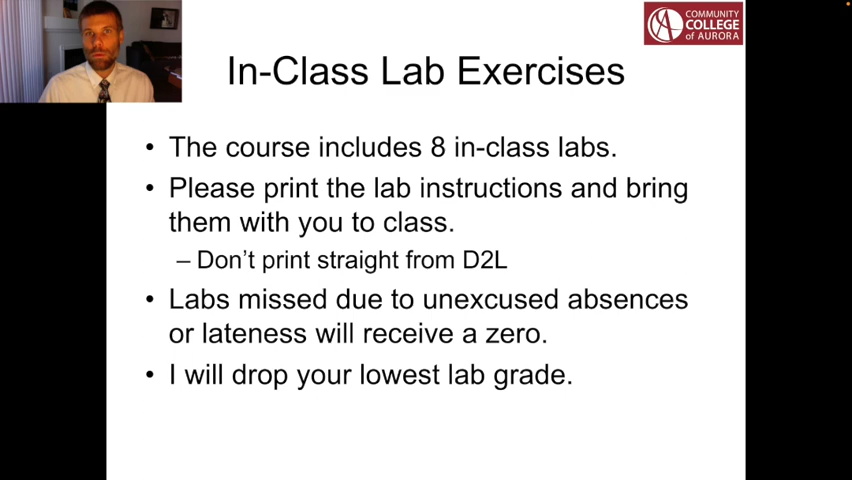 COMMUNITY
COLLEGE
of AURORA
In-Class Lab Exercises
• The course includes 8 in-class labs.
• Please print the lab instructions and bring
them with you to class.
– Don’t print straight from D2L
• Labs missed due to unexcused absences
or lateness will receive a zero.
• I will drop your lowest lab grade.